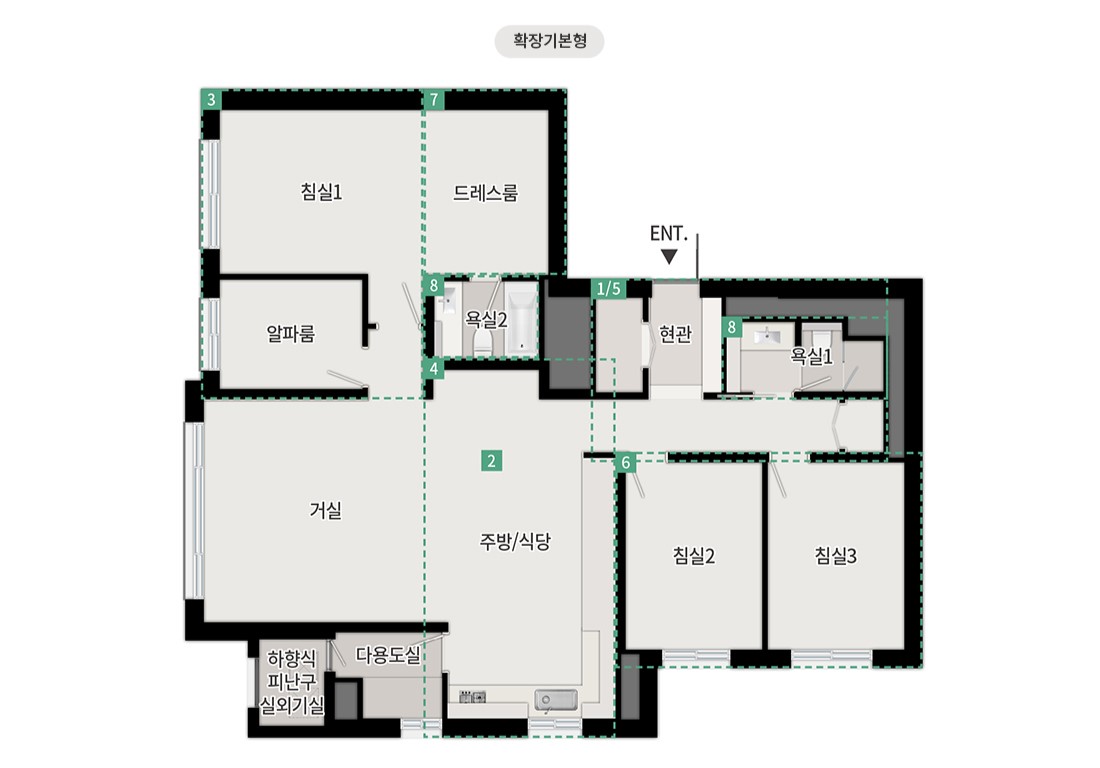 확장기본형
3
7
침실1
드레스룸
ENT.
8
1/5
욕실2
알파룸
현관
8
욕실1
4
2
6
거실
주방/식당
침실2
침실3
다용도실
하향식
피난구
실외기실